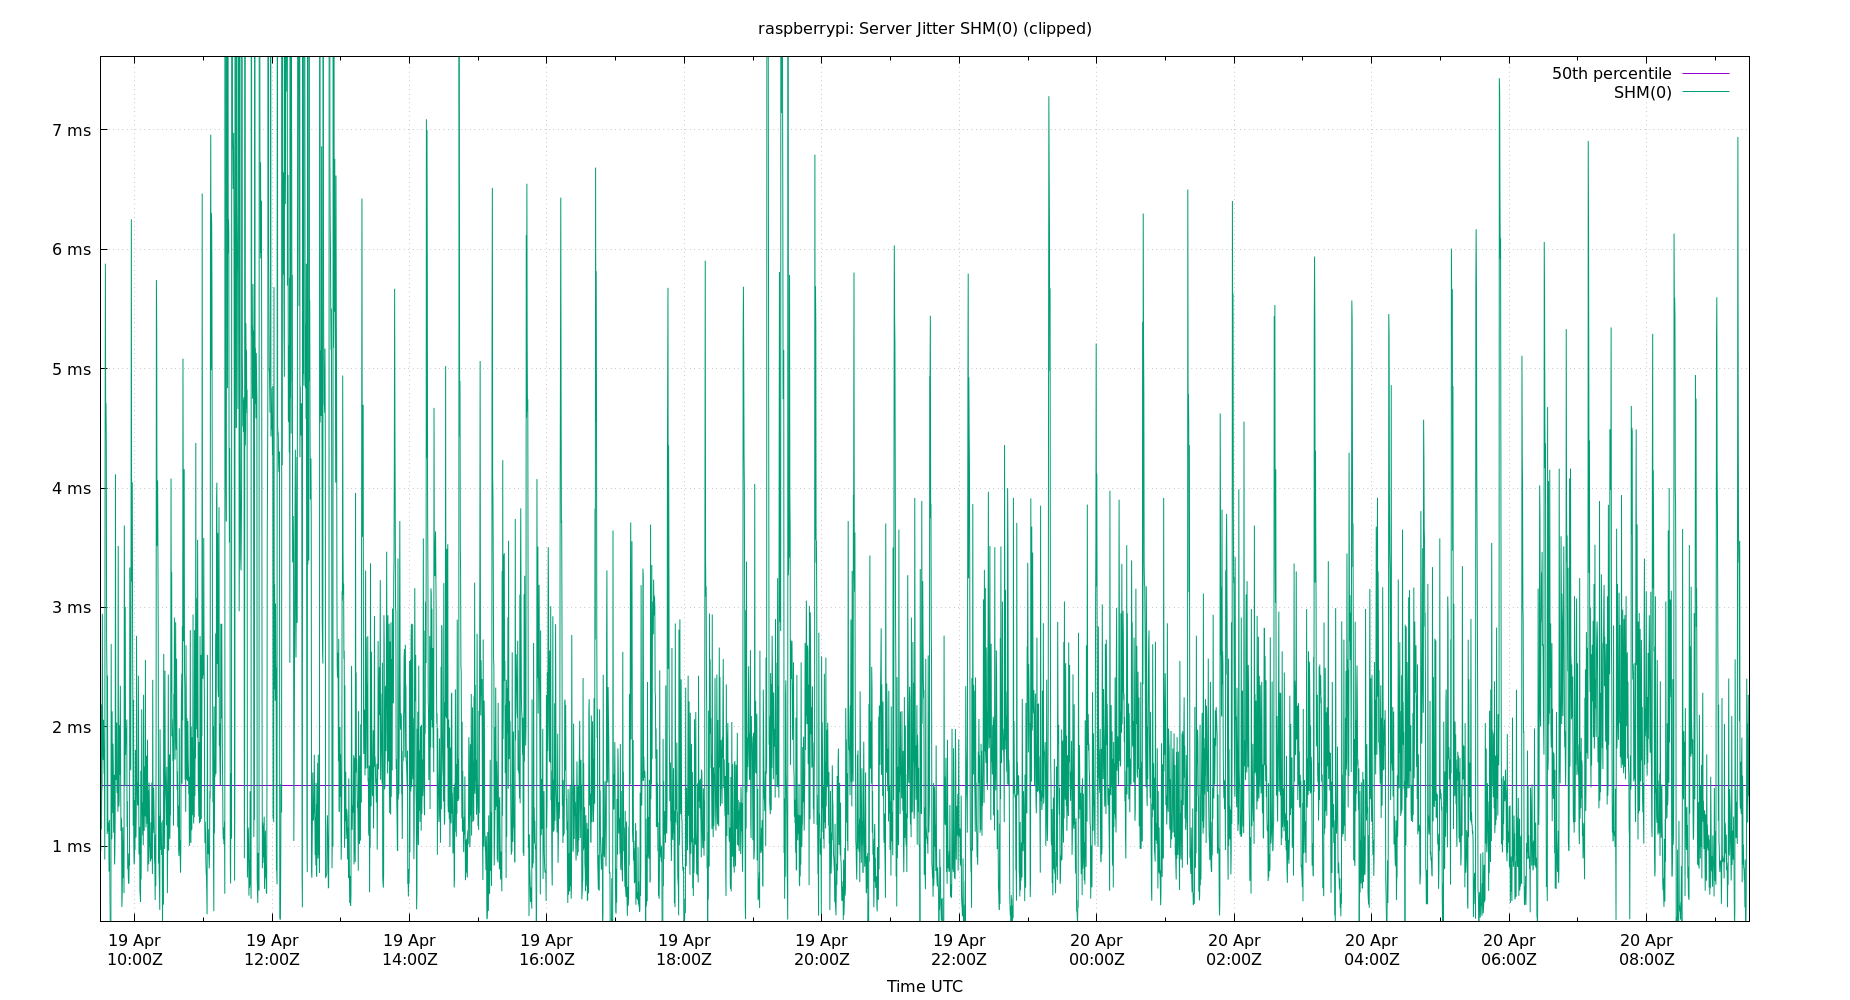 raspberrypi: Server Jitter SHM(0) (clipped)
50th percentile
SHM(0)
7 ms
6 ms
5 ms
4 ms
3 ms
2 ms
1 ms
19 Apr 19 Apr 19 Apr 19 Apr 19 Apr 19 Apr 19 Apr 20 Apr 20 Apr 20 Apr 20 Apr 20 Apr
10:00Z 12:00Z 14:00Z 16:00Z 18:00Z 20:00Z 22:00Z 00:00Z 02:00Z 04:00Z 06:00Z 08:00Z
Time UTC